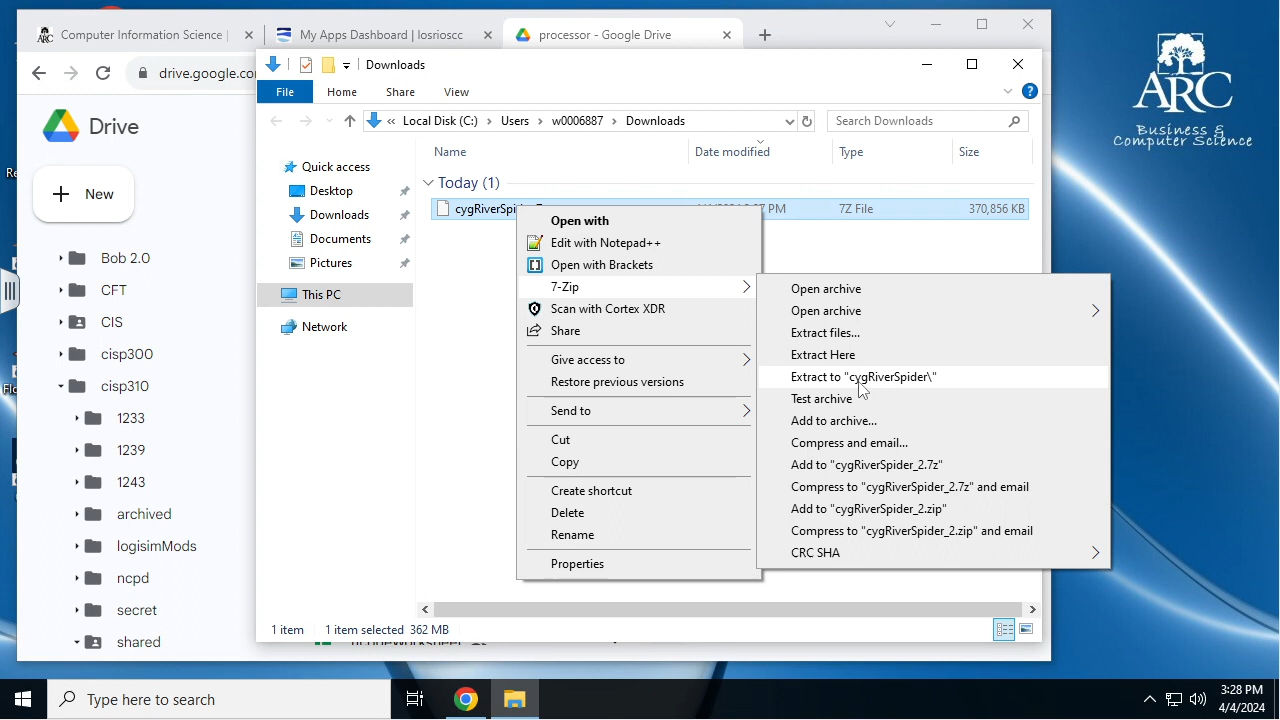 Computer Information Science
My Apps Dashboard | losrioscc
processor - Google Drive
drive.google.co
Drive
New
Bob 2.0
CFT
CIS
cisp300
cisp310
1233
1239
1243
archived
logisimMods
ncpd
secret
shared
Downloads
File
Home
Share
View
« Local Disk (C:) > Users > w0006887 > Downloads
Search Downloads
Name
Date modified
Type
Size
Quick access
Desktop
Downloads
Documents
Pictures
This PC
Network
Today (1)
PM
7Z File
370,856 KB
Open with
Edit with Notepad++
Open with Brackets
7-Zip
Scan with Cortex XDR
Share
Give access to
Restore previous versions
Send to
Cut
Copy
Create shortcut
Delete
Rename
Properties
Open archive
Open archive
Extract files...
Extract Here
Extract to "cygRiverSpider\"
Test archive
Add to archive...
Compress and email...
Add to "cygRiverSpider_2.7z"
Compress to "cygRiverSpider_2.7z" and email
Add to "cygRiverSpider_2.zip"
Compress to "cygRiverSpider_2.zip" and email
CRC SHA
1 item
1 item selected 362 MB
ARC
Business &
Computer Science
Type here to search
3:28 PM
4/4/2024